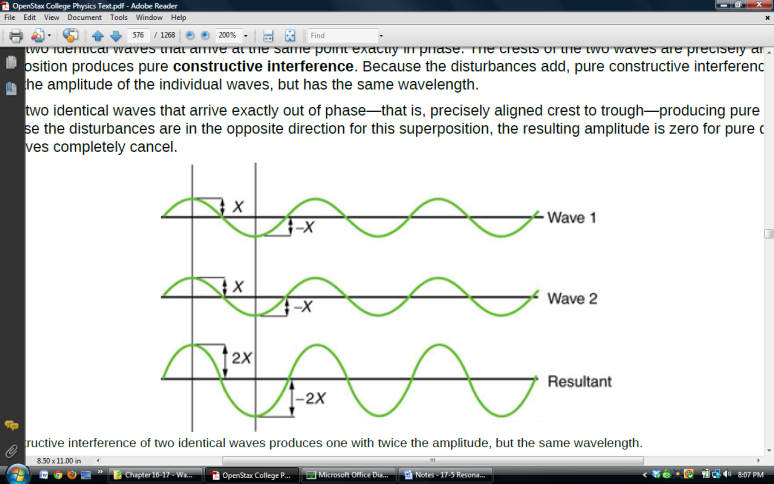 OpenStax College Physics Text.pdf - Adobe Reader
File Edit View Document Tools Window Help
576 / 1268 200% Find
two identical waves that arrive at the same point exactly in phase. The crests of the two waves are precisely
osition produces pure constructive interference. Because the disturbances add, pure constructive interferenc
the amplitude of the individual waves, but has the same wavelength.
two identical waves that arrive exactly out of phase—that is, precisely aligned crest to trough—producing pure
se the disturbances are in the opposite direction for this superposition, the resulting amplitude is zero for pure
ves completely cancel.
X
-X
Wave 1
X
-X
Wave 2
2X
-2X
Resultant
tructive interference of two identical waves produces one with twice the amplitude, but the same wavelength.
8.50 x 11.00 in
Chapter 16-17 - Wa... OpenStax College P... Microsoft Office Dia... Notes - 17-5 Resona... 8:07 PM